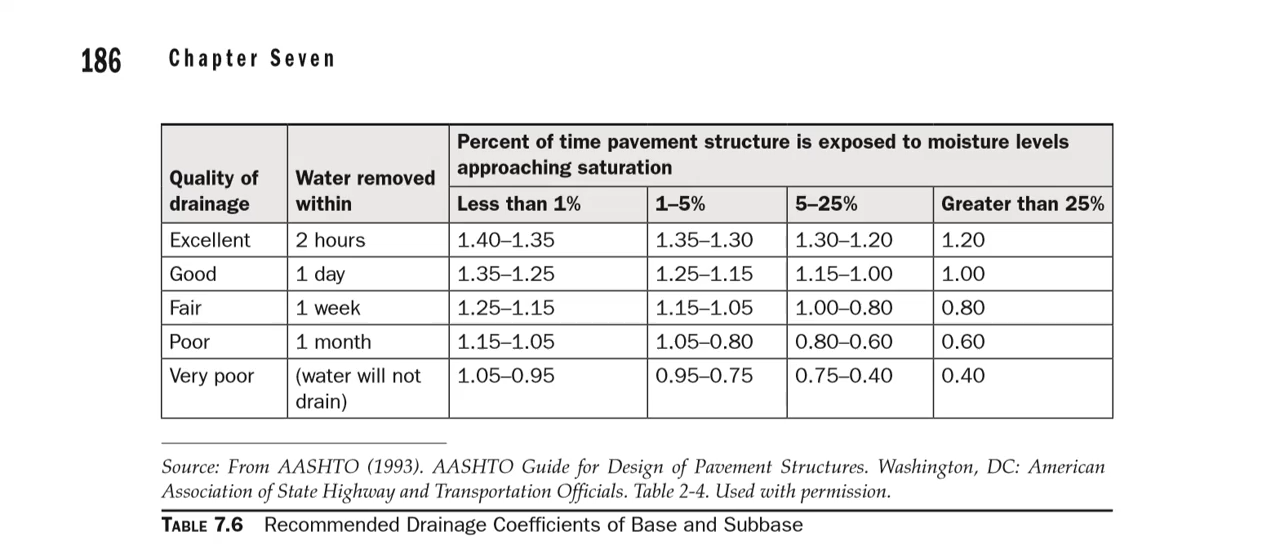 186 Chapter Seven
Percent of time pavement structure is exposed to moisture levels
approaching saturation
Quality of drainage Water removed within Less than 1% 1–5% 5–25% Greater than 25%
Excellent 2 hours 1.40–1.35 1.35–1.30 1.30–1.20 1.20
Good 1 day 1.35–1.25 1.25–1.15 1.15–1.00 1.00
Fair 1 week 1.25–1.15 1.15–1.05 1.00–0.80 0.80
Poor 1 month 1.15–1.05 1.05–0.80 0.80–0.60 0.60
Very poor (water will not drain) 1.05–0.95 0.95–0.75 0.75–0.40 0.40
Source: From AASHTO (1993). AASHTO Guide for Design of Pavement Structures. Washington, DC: American
Association of State Highway and Transportation Officials. Table 2-4. Used with permission.
TABLE 7.6 Recommended Drainage Coefficients of Base and Subbase